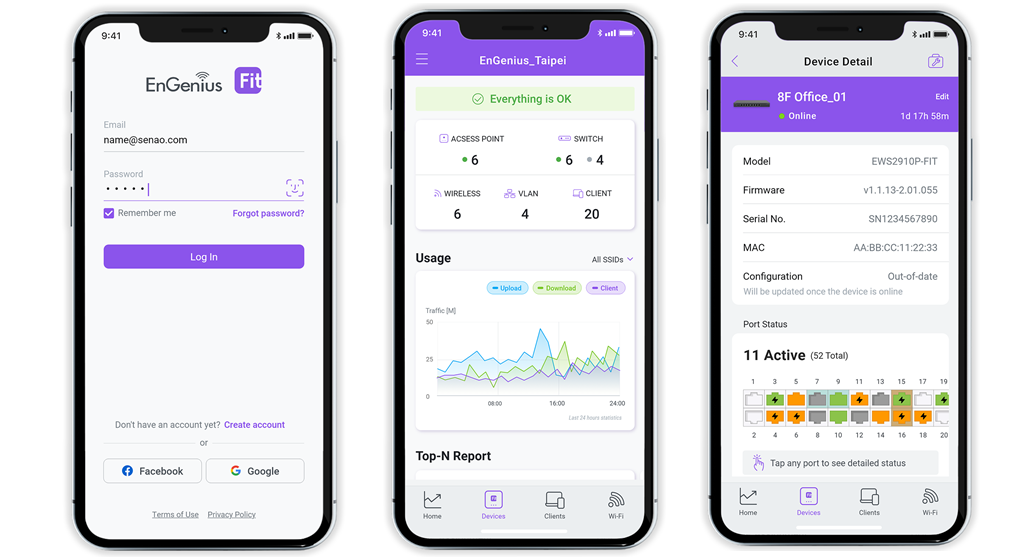 9:41
EnGenius Fit
Email
name@senao.com
Password
Remember me
Forgot password?
Log In
Don't have an account yet? Create account
or
Facebook
Google
Terms of Use
Privacy Policy
9:41
EnGenius_Taipei
Everything is OK
ACSESS POINT
SWITCH
6
6
4
WIRELESS
VLAN
CLIENT
6
4
20
Usage
All SSIDs
Upload
Download
Client
Traffic [M]
50
25
0
08:00
16:00
24:00
Last 24 hours statistics
Top-N Report
Home
Devices
Clients
Wi-Fi
9:41
Device Detail
8F Office_01
Edit
Online
1d 17h 58m
Model
EWS2910P-FIT
Firmware
v1.1.13-2.01.055
Serial No.
SN1234567890
MAC
AA:BB:CC:11:22:33
Configuration
Out-of-date
Will be updated once the device is online
Port Status
11 Active (52 Total)
1 3 5 7 9 11 13 15 17 19
2 4 6 8 10 12 14 16 18 20
Tap any port to see detailed status
Home
Devices
Clients
Wi-Fi